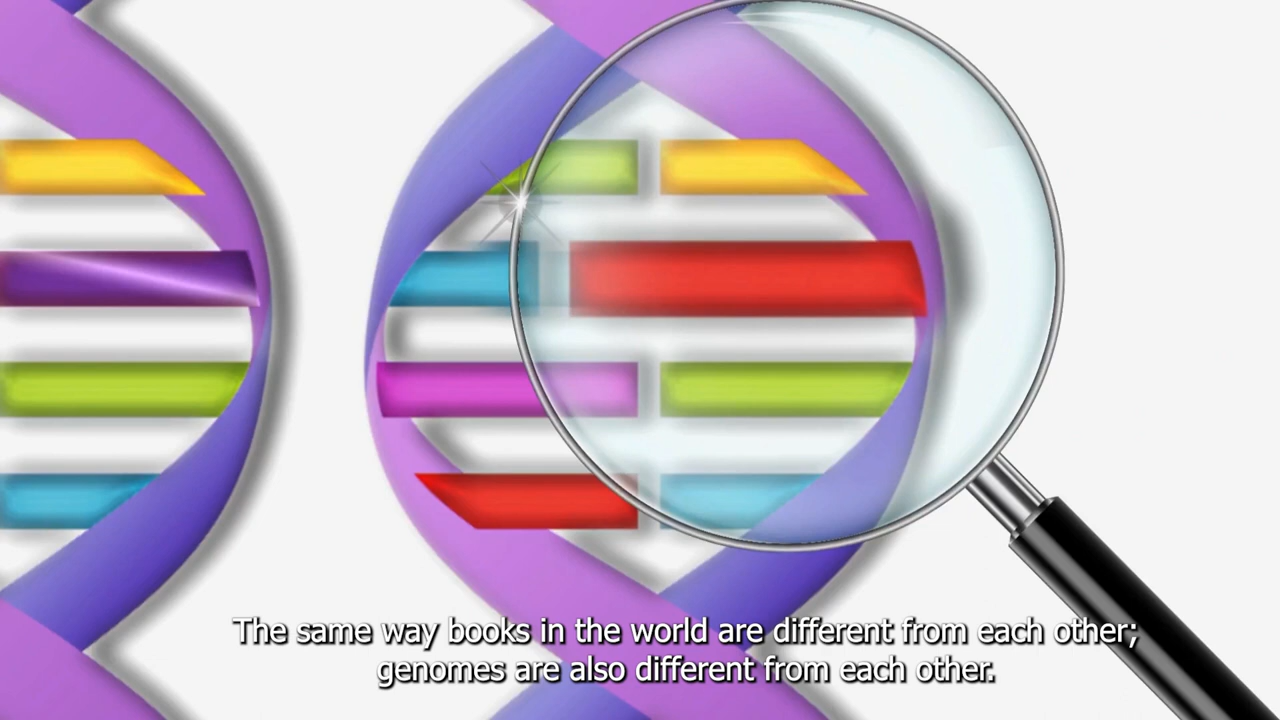 The same way books in the world are different from each other;
genomes are also different from each other.